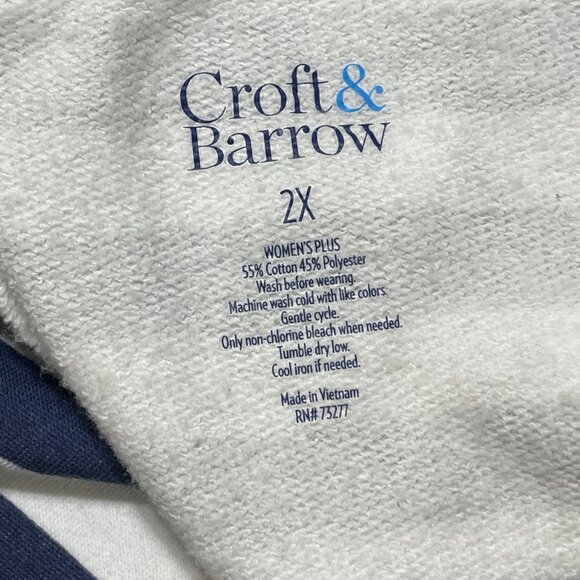 Croft&
Barrow
2X
WOMEN'S PLUS
55% Cotton 45% Polyester
Wash before wearing.
Machine wash cold with like colors.
Gentle cycle.
Only non-chlorine bleach when needed.
Tumble dry low.
Cool iron if needed.
Made in Vietnam
RN# 73277